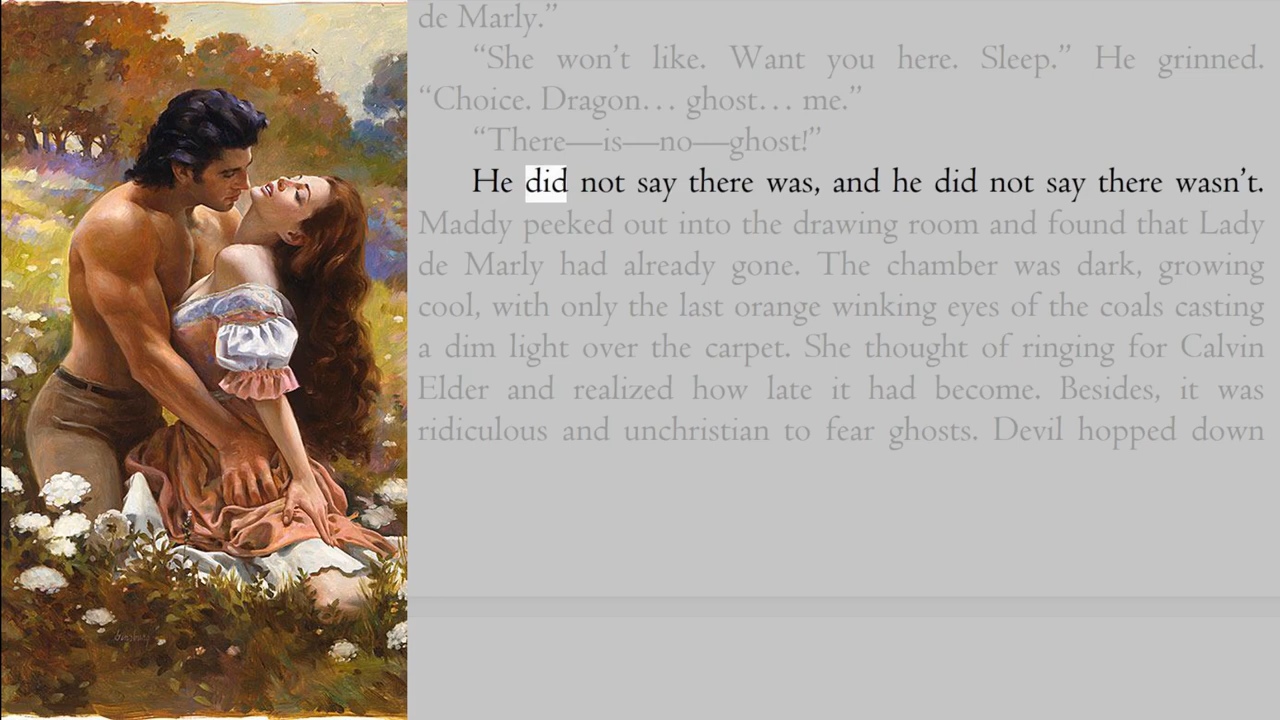 de Marly.”
“She won’t like. Want you here. Sleep.” He grinned.
“Choice. Dragon… ghost… me.”
“There—is—no—ghost!”
He did not say there was, and he did not say there wasn’t.
Maddy peeked out into the drawing room and found that Lady
de Marly had already gone. The chamber was dark, growing
cool, with only the last orange winking eyes of the coals casting
a dim light over the carpet. She thought of ringing for Calvin
Elder and realized how late it had become. Besides, it was
ridiculous and unchristian to fear ghosts. Devil hopped down